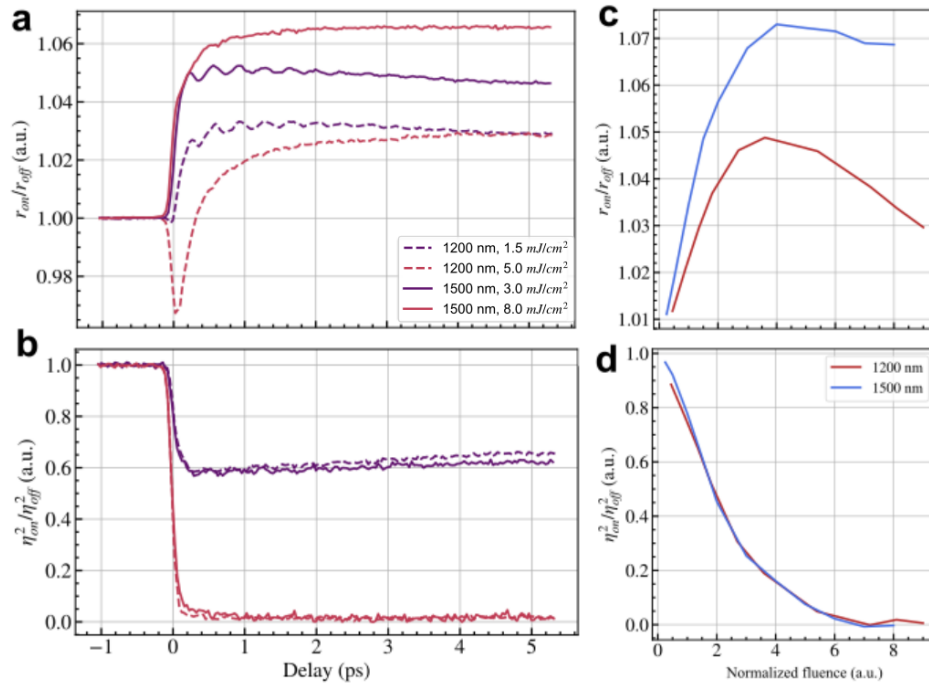 a
1.06
1.04
1.02
1.00
0.98
r_on/r_off (a.u.)
1200 nm, 1.5 mJ/cm²
1200 nm, 5.0 mJ/cm²
1500 nm, 3.0 mJ/cm²
1500 nm, 8.0 mJ/cm²
b
1.0
0.8
0.6
0.4
0.2
0.0
η²_on/η²_off (a.u.)
−1 0 1 2 3 4 5
Delay (ps)
c
1.07
1.06
1.05
1.04
1.03
1.02
1.01
r_on/r_off (a.u.)
d
1.0
0.8
0.6
0.4
0.2
0.0
η²_on/η²_off (a.u.)
1200 nm
1500 nm
0 2 4 6 8
Normalized fluence (a.u.)